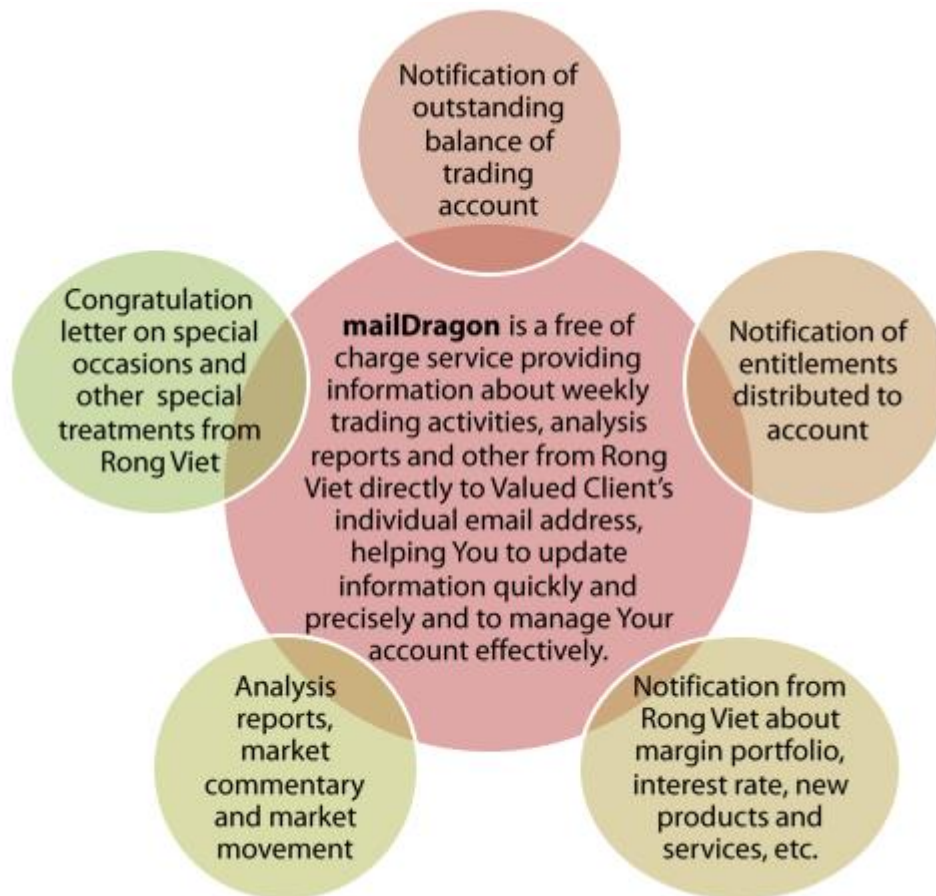 Notification of
outstanding
balance of
trading
account
Congratulation
letter on special
occasions and
other special
treatments from
Rong Viet
mailDragon is a free of
charge service providing
information about weekly
trading activities, analysis
reports and other from Rong
Viet directly to Valued Client's
individual email address,
helping You to update
information quickly and
precisely and to manage Your
account effectively.
Notification of
entitlements
distributed to
account
Analysis
reports,
market
commentary
and market
movement
Notification from
Rong Viet about
margin portfolio,
interest rate, new
products and
services, etc.